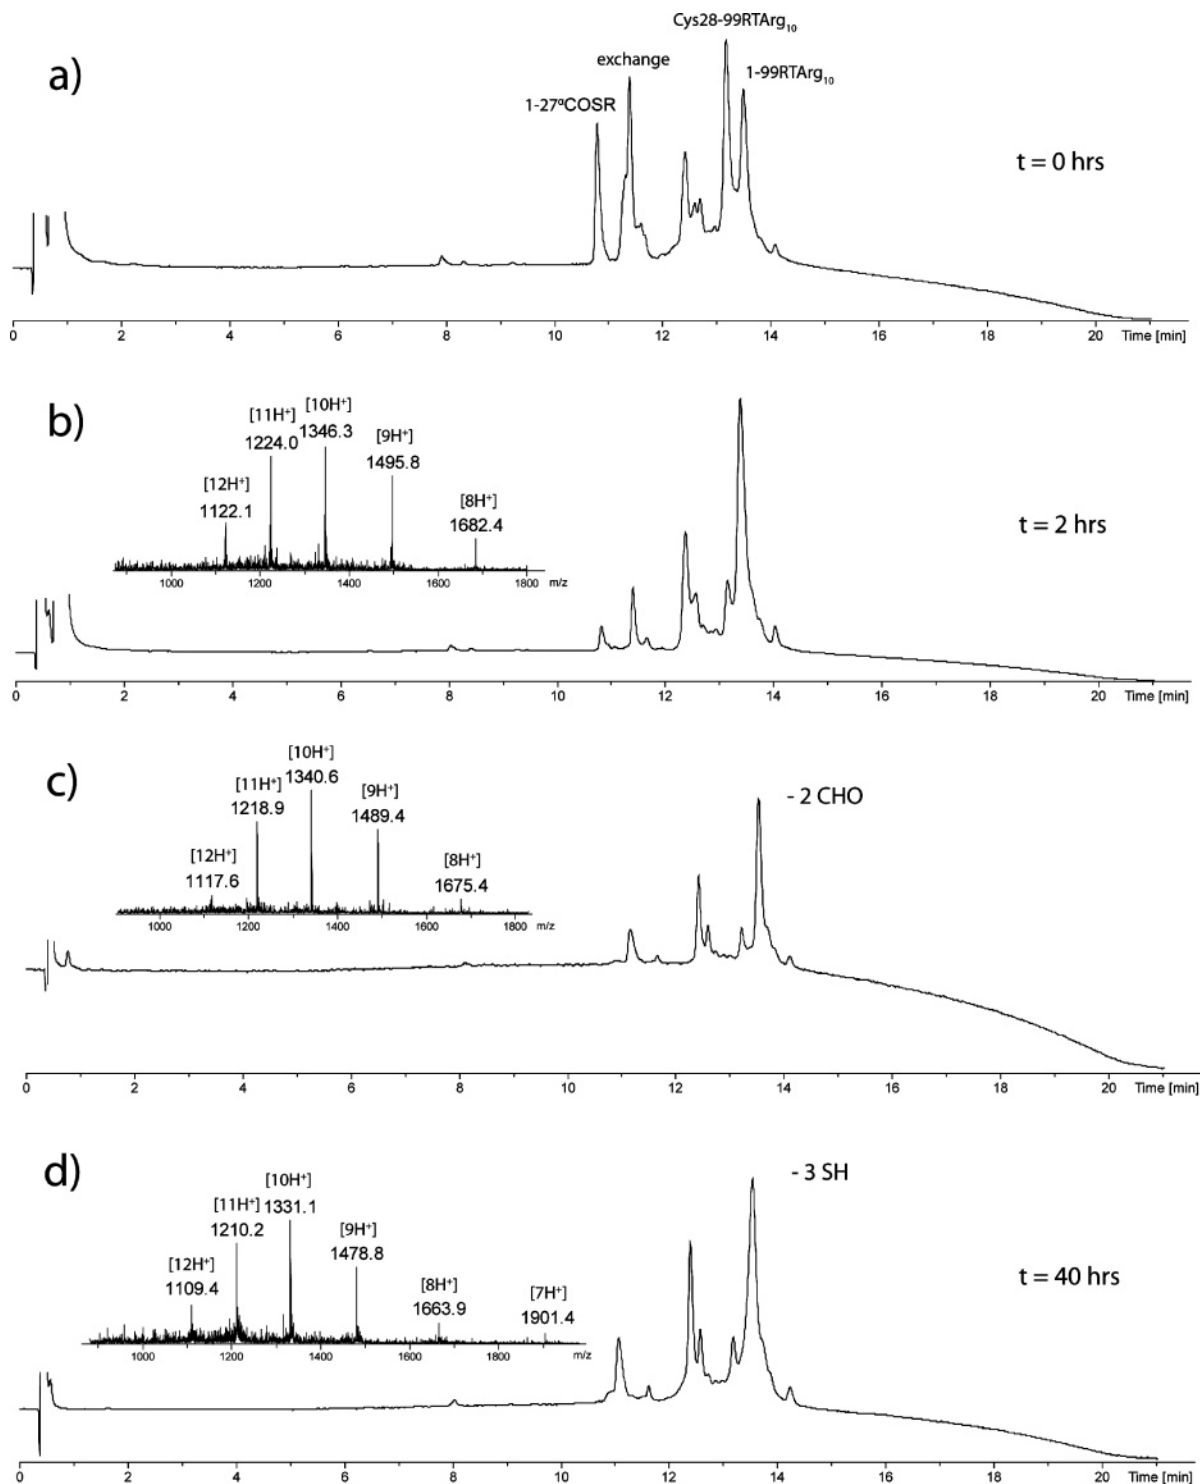 a)
Cys28-99RTArg₁₀
exchange
1-99RTArg₁₀
1-27ᵅCOSR
t = 0 hrs
0 2 4 6 8 10 12 14 16 18 20 Time [min]
b)
[10H⁺]
[11H⁺] 1346.3
1224.0 [9H⁺]
1495.8
[12H⁺]
1122.1 [8H⁺]
1682.4
t = 2 hrs
1000 1200 1400 1600 1800 m/z
0 2 4 6 8 10 12 14 16 18 20 Time [min]
c)
[10H⁺]
1340.6
[11H⁺]
1218.9 [9H⁺]
1489.4
- 2 CHO
[12H⁺]
1117.6 [8H⁺]
1675.4
1000 1200 1400 1600 1800 m/z
0 2 4 6 8 10 12 14 16 18 20 Time [min]
d)
- 3 SH
[10H⁺]
1331.1
[11H⁺]
1210.2 [9H⁺]
1478.8
[12H⁺]
1109.4 [8H⁺] [7H⁺]
1663.9 1901.4
t = 40 hrs
1000 1200 1400 1600 1800 m/z
0 2 4 6 8 10 12 14 16 18 20 Time [min]